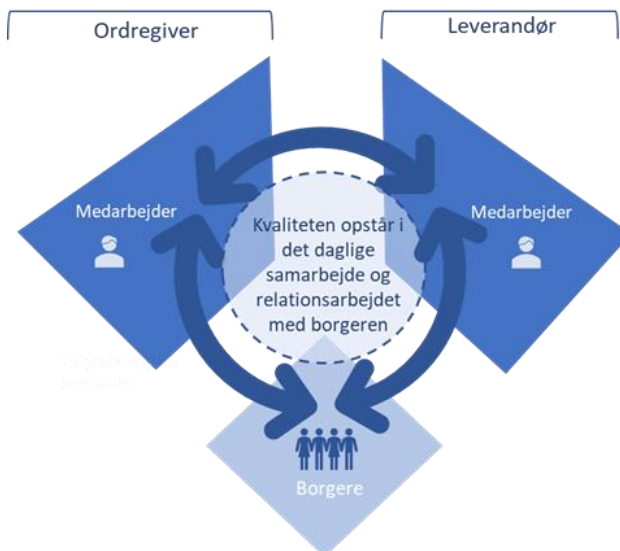 Ordregiver
Leverandør
Medarbejder
Medarbejder
Kvaliteten opstår i
det daglige
samarbejde og
relationsarbejdet
med borgeren
Borgere